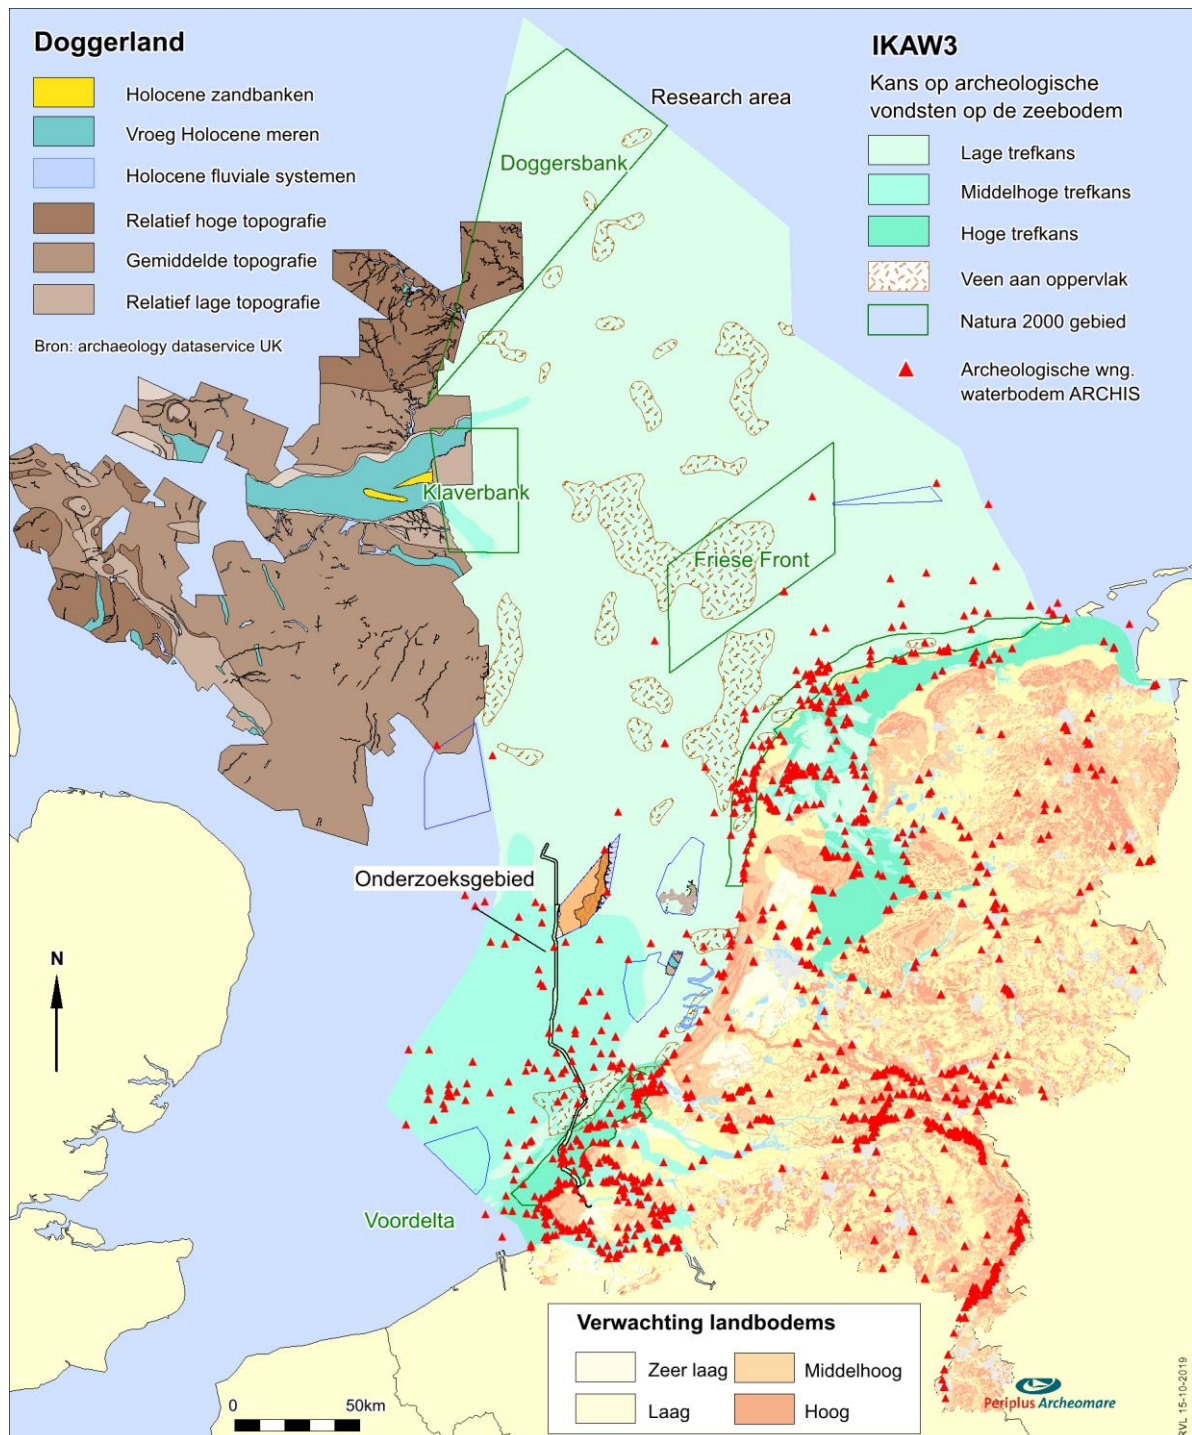 Doggerland
Holocene zandbanken
Vroeg Holocene meren
Holocene fluviale systemen
Relatief hoge topografie
Gemiddelde topografie
Relatief lage topografie
Bron: archaeology dataservice UK
IKAW3
Kans op archeologische
vondsten op de zeebodem
Lage trefkans
Middelhoge trefkans
Hoge trefkans
Veen aan oppervlak
Natura 2000 gebied
Archeologische wng.
waterbodem ARCHIS
Research area
Doggersbank
Klaverbank
Friese Front
Onderzoeksgebied
N
Voordelta
Verwachting landbodems
Zeer laag
Middelhoog
Laag
Hoog
0
50km
Periplus Archeomare
RVL 15-10-2019